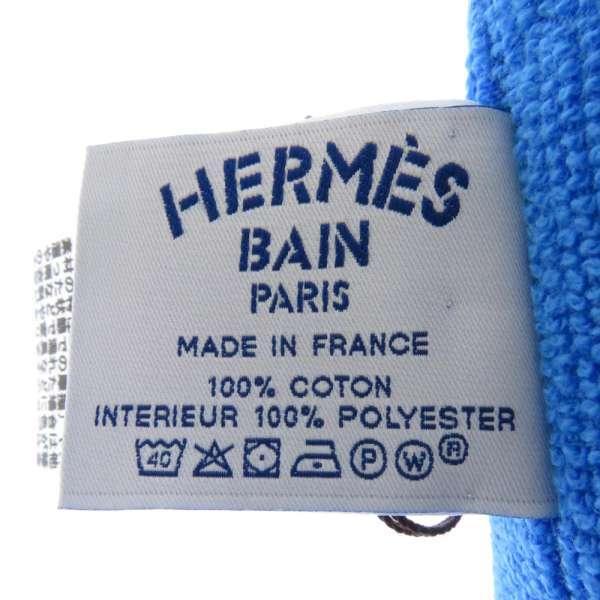 HERMÈS
BAIN
PARIS
MADE IN FRANCE
100% COTON
INTERIEUR 100% POLYESTER
40 P W R